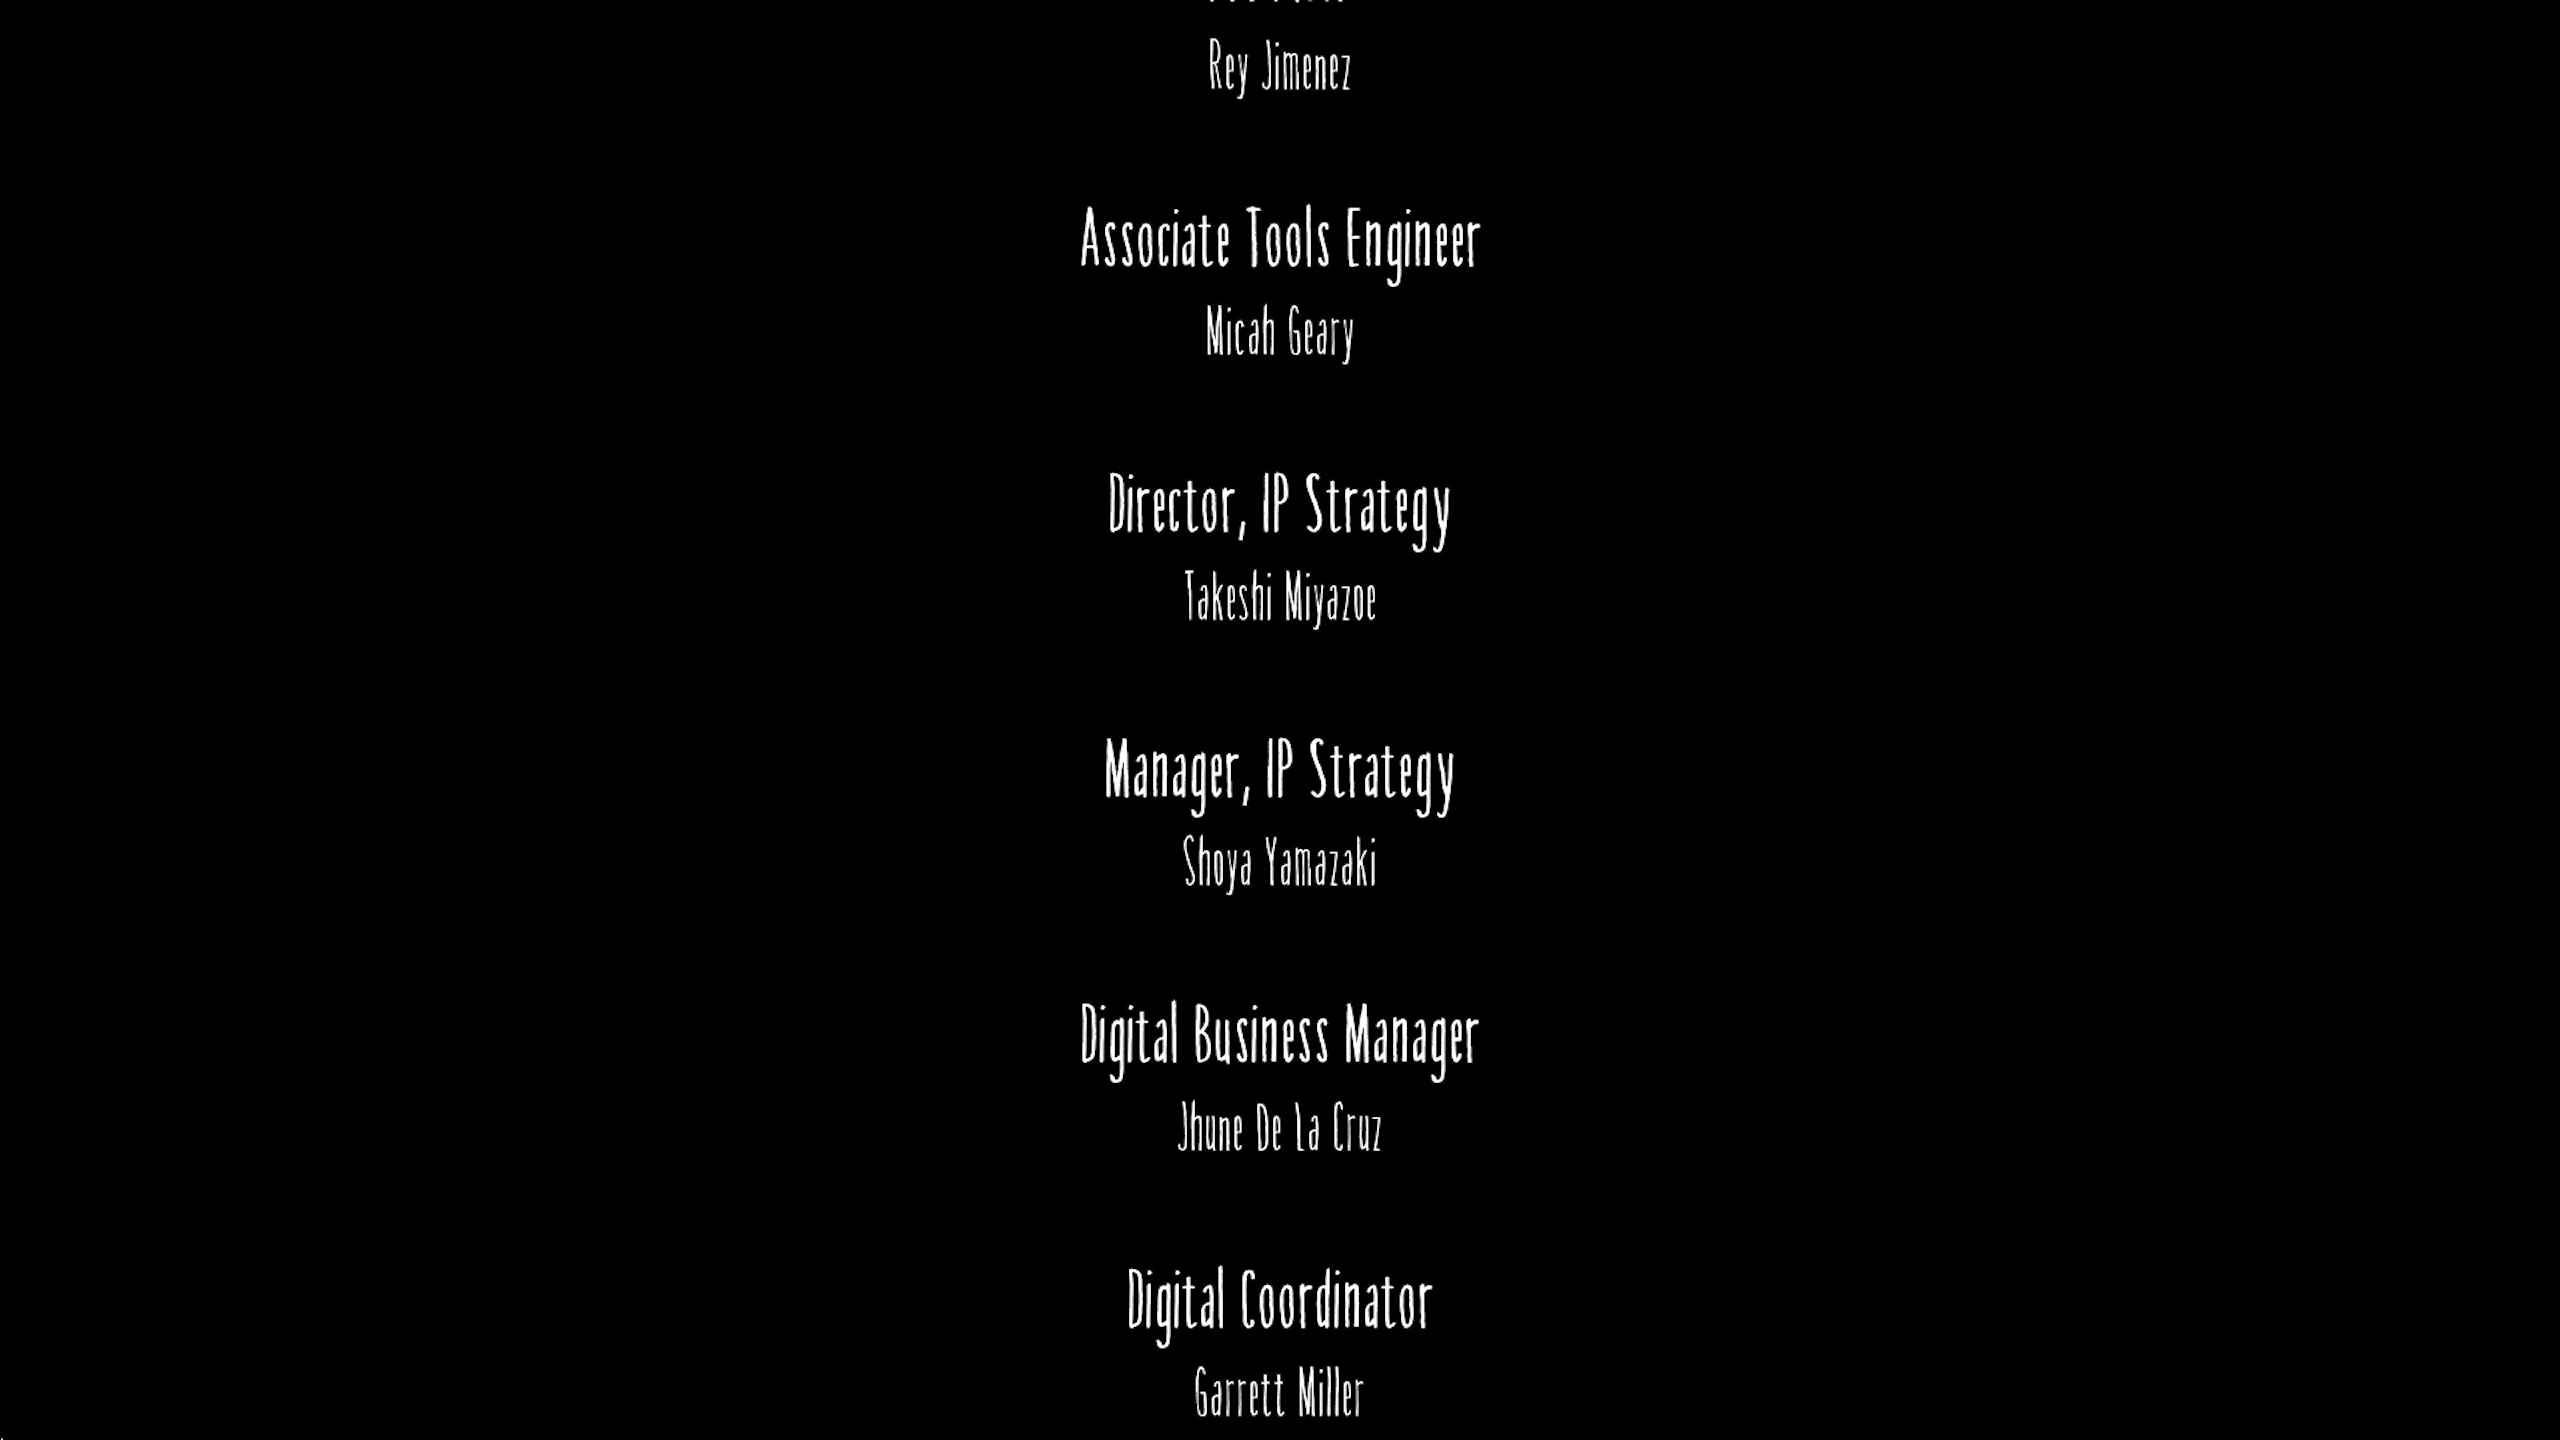 Rey Jimenez
Associate Tools Engineer
Micah Geary
Director, IP Strategy
Takeshi Miyazoe
Manager, IP Strategy
Shoya Yamazaki
Digital Business Manager
Jhune De La Cruz
Digital Coordinator
Garrett Miller